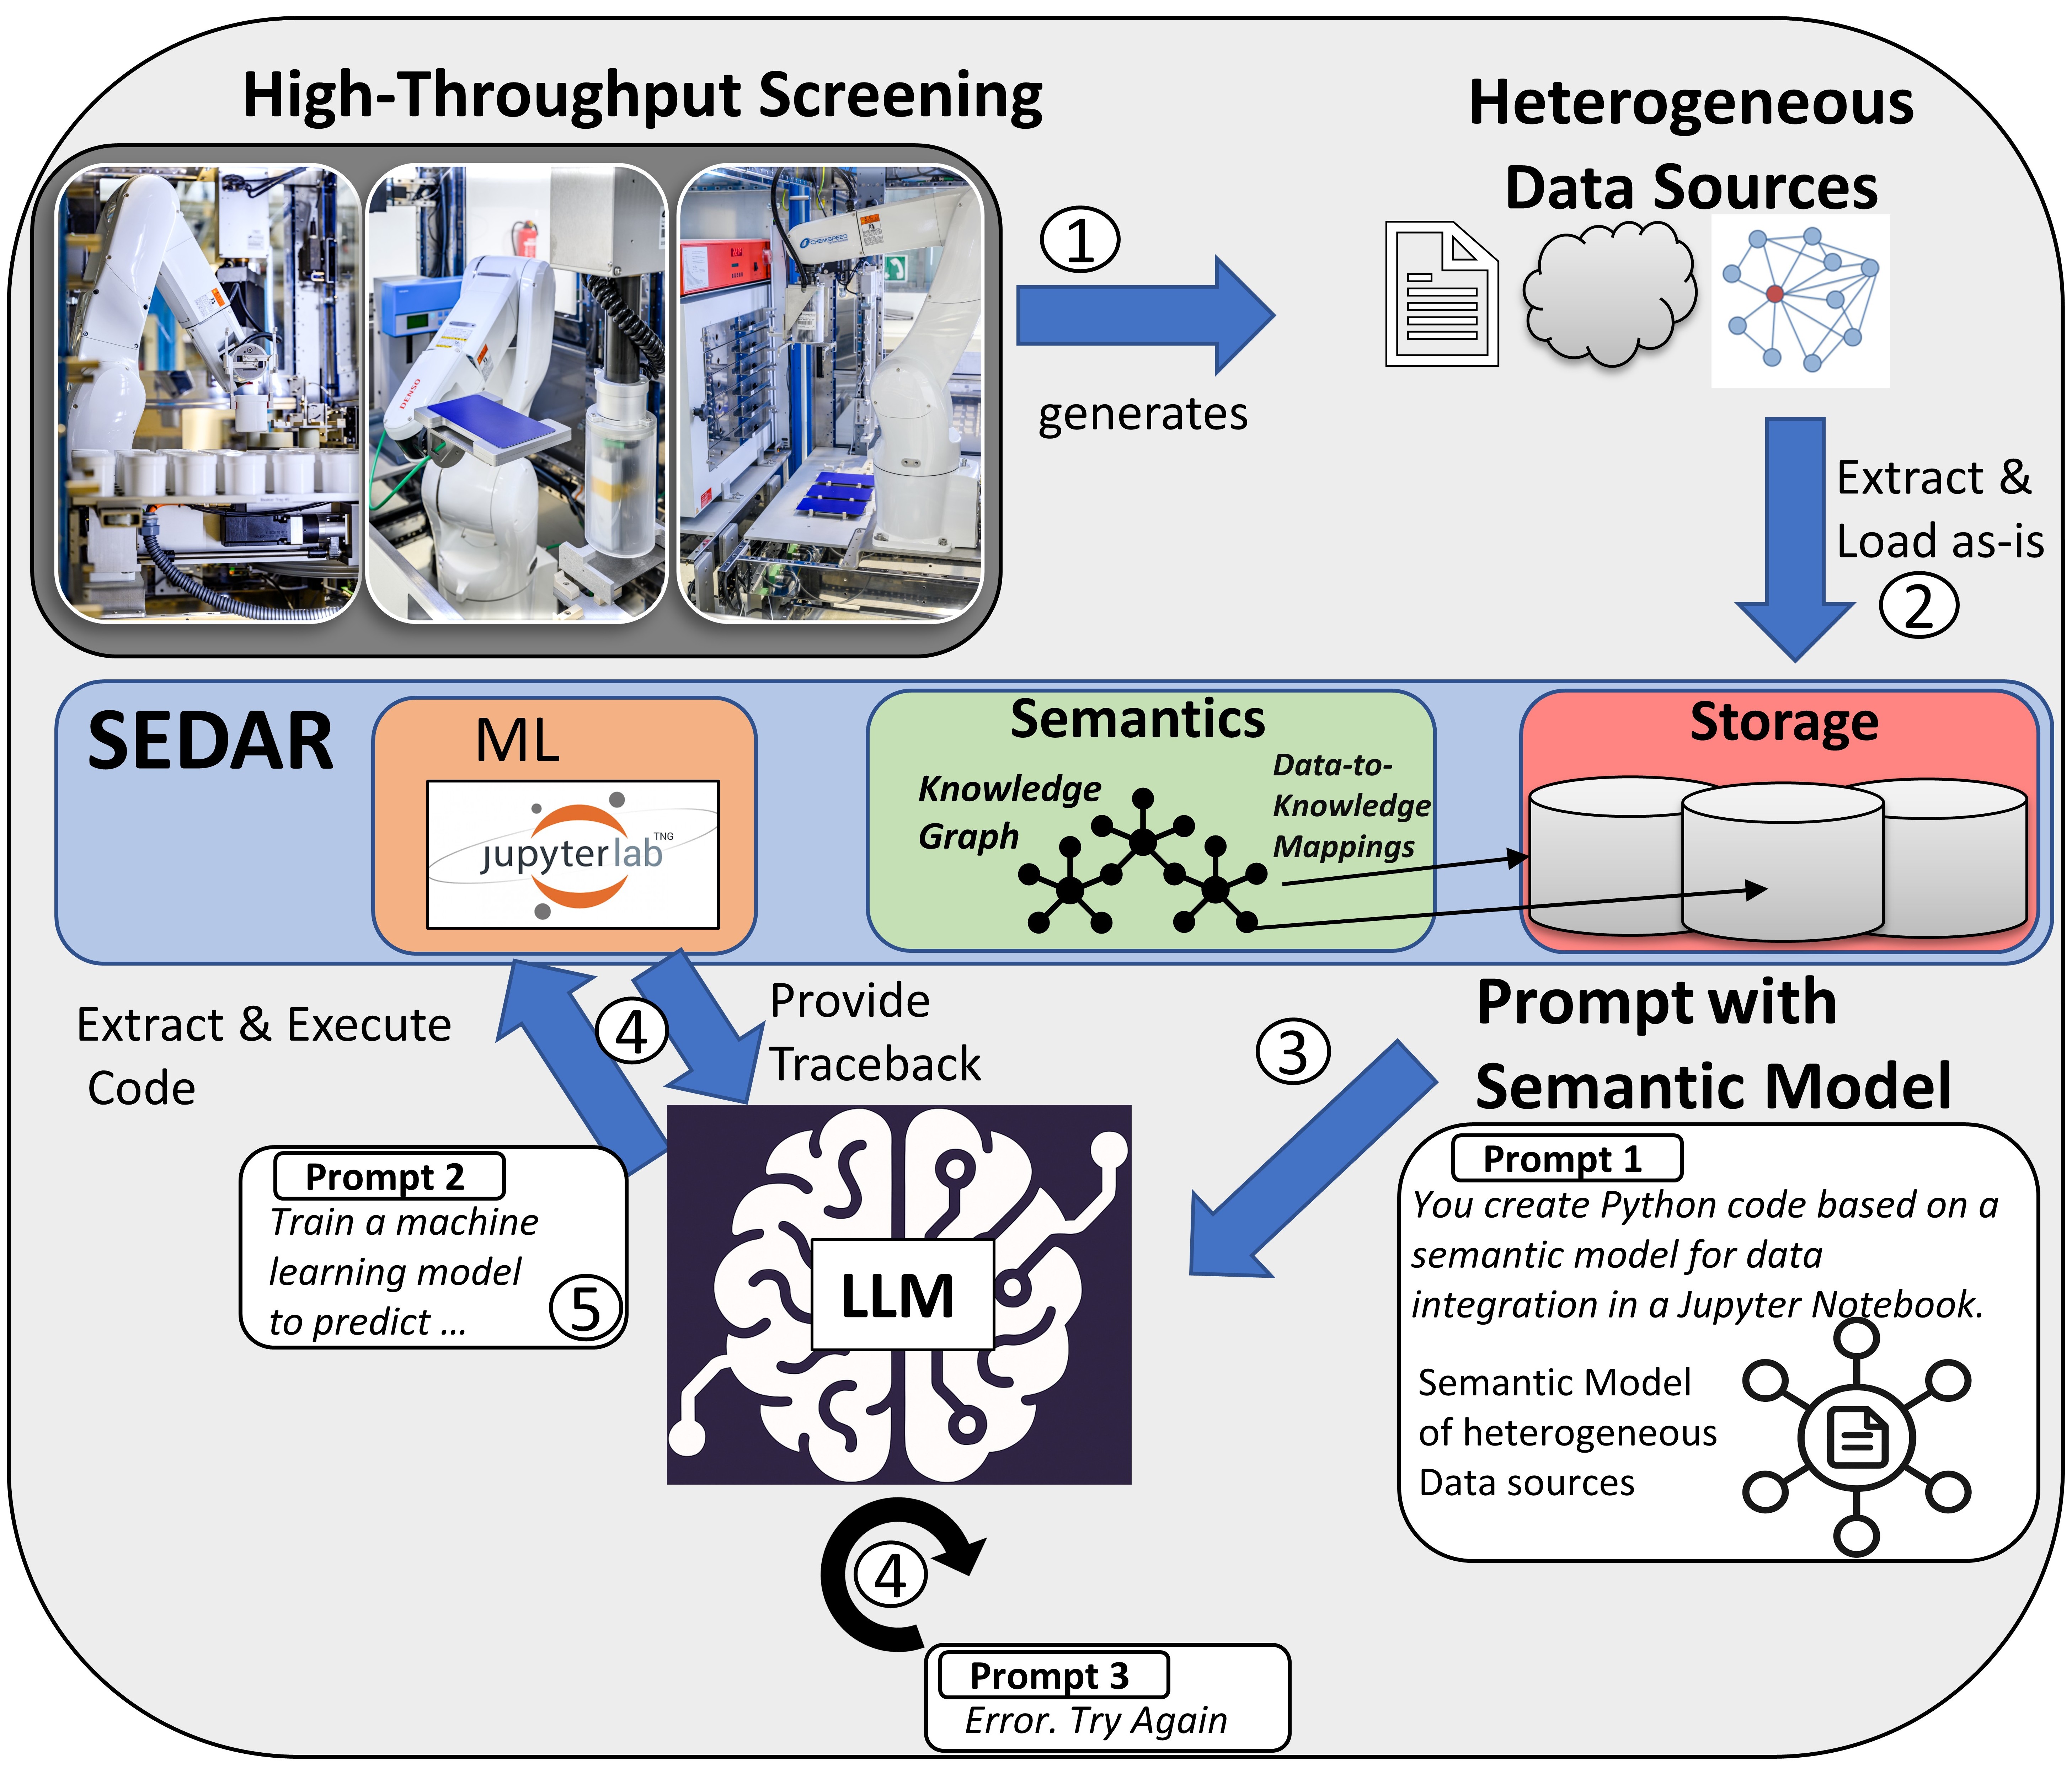 High-Throughput Screening
Heterogeneous
Data Sources
1
generates
CHEMSPEED
DENSO
Extract &
Load as-is
2
SEDAR
ML
jupyterlab TNG
Semantics
Knowledge
Graph
Data-to-
Knowledge
Mappings
Storage
Extract & Execute
Code
4
Provide
Traceback
3
Prompt with
Semantic Model
Prompt 1
You create Python code based on a
semantic model for data
integration in a Jupyter Notebook.
Semantic Model
of heterogeneous
Data sources
Prompt 2
Train a machine
learning model
to predict ...
5
LLM
4
Prompt 3
Error. Try Again